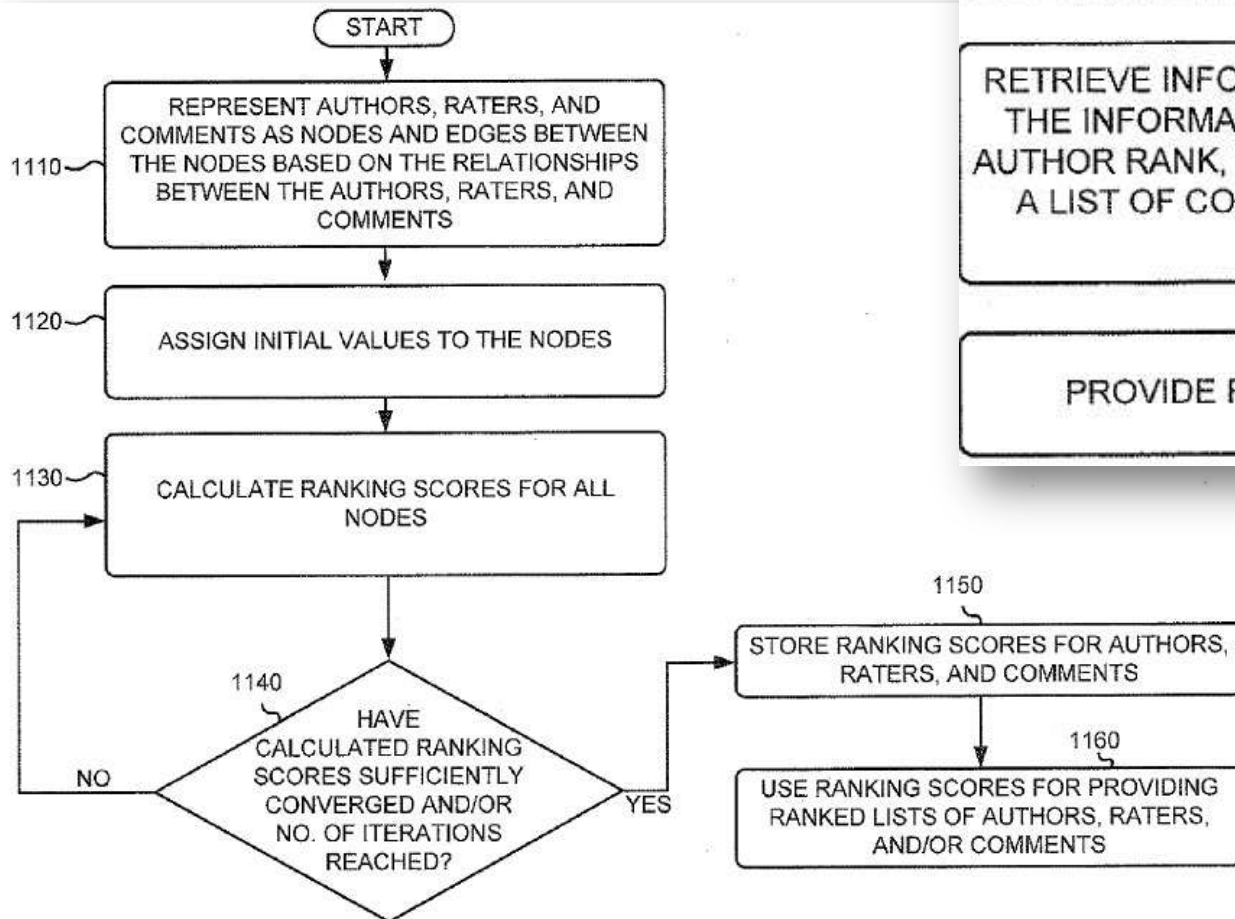 START
1110
REPRESENT AUTHORS, RATERS, AND
COMMENTS AS NODES AND EDGES BETWEEN
THE NODES BASED ON THE RELATIONSHIPS
BETWEEN THE AUTHORS, RATERS, AND
COMMENTS
1120
ASSIGN INITIAL VALUES TO THE NODES
1130
CALCULATE RANKING SCORES FOR ALL
NODES
1140
HAVE
CALCULATED RANKING
SCORES SUFFICIENTLY
CONVERGED AND/OR
NO. OF ITERATIONS
REACHED?
NO
YES
1150
STORE RANKING SCORES FOR AUTHORS,
RATERS, AND COMMENTS
1160
USE RANKING SCORES FOR PROVIDING
RANKED LISTS OF AUTHORS, RATERS,
AND/OR COMMENTS
RETRIEVE
THE
AUTHOR RANK,
A LIST OF
PROVIDE